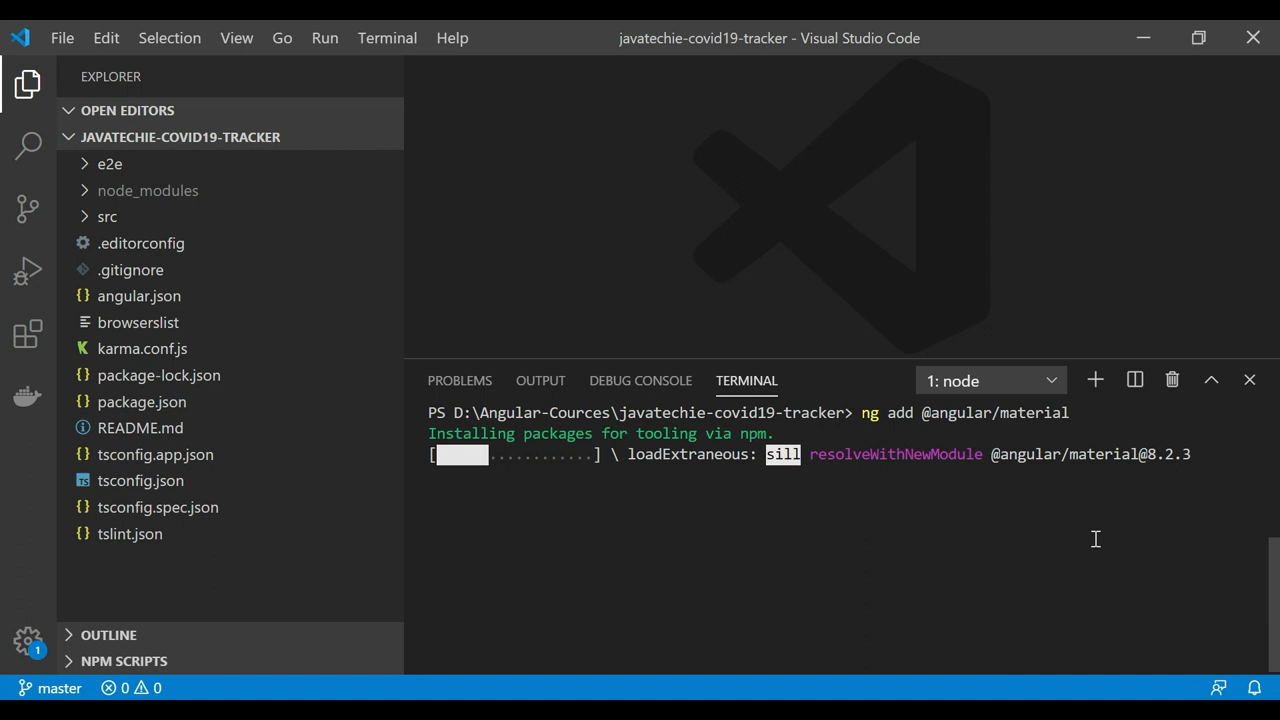 File Edit Selection View Go Run Terminal Help
javatechie-covid19-tracker - Visual Studio Code
EXPLORER
OPEN EDITORS
JAVATECHIE-COVID19-TRACKER
e2e
node_modules
src
.editorconfig
.gitignore
{} angular.json
browserslist
K karma.conf.js
{} package-lock.json
{} package.json
README.md
{} tsconfig.app.json
TS tsconfig.json
{} tsconfig.spec.json
{} tslint.json
OUTLINE
NPM SCRIPTS
1
PROBLEMS OUTPUT DEBUG CONSOLE TERMINAL
1: node
PS D:\Angular-Cources\javatechie-covid19-tracker> ng add @angular/material
Installing packages for tooling via npm.
[      ............] \ loadExtraneous: sill resolveWithNewModule @angular/material@8.2.3
master 0 0